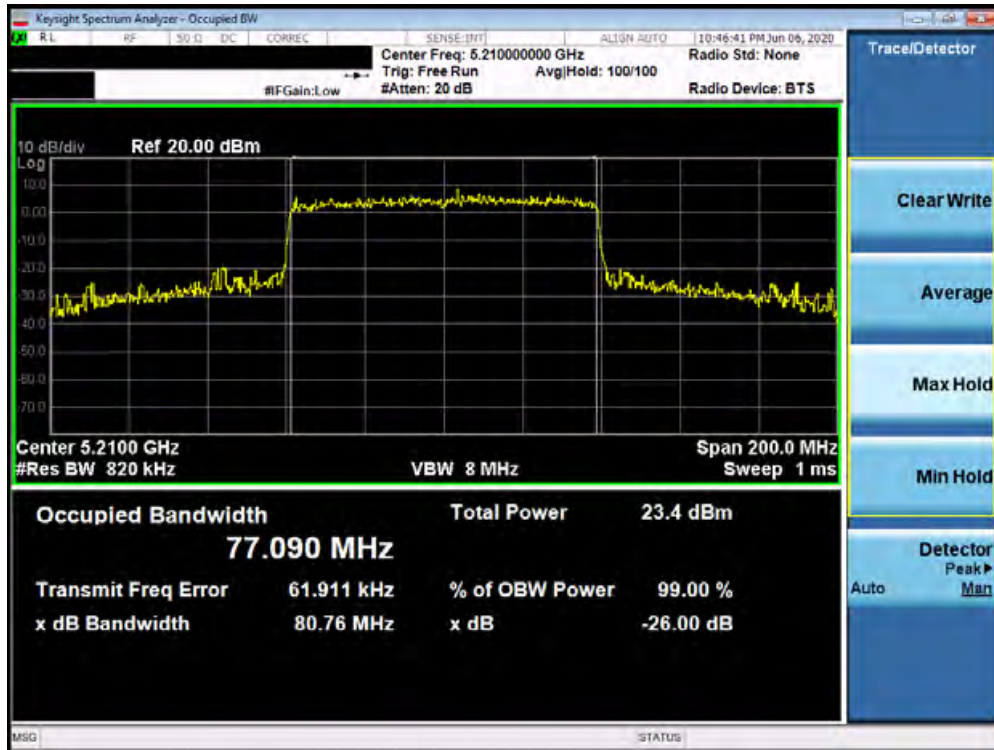 Keysight Spectrum Analyzer - Occupied BW
RL RF 50 Ω DC CORREC SENSE:INT ALIGN AUTO 10:46:41 PM Jun 06, 2020
Center Freq: 5.210000000 GHz Radio Std: None
Trig: Free Run Avg|Hold: 100/100
#IFGain:Low #Atten: 20 dB Radio Device: BTS
Trace/Detector
10 dB/div Ref 20.00 dBm
Log
10.0
0.00
-10.0
-20.0
-30.0
-40.0
-50.0
-60.0
-70.0
Center 5.2100 GHz Span 200.0 MHz
#Res BW 820 kHz VBW 8 MHz Sweep 1 ms
Occupied Bandwidth Total Power 23.4 dBm
77.090 MHz
Transmit Freq Error 61.911 kHz % of OBW Power 99.00 %
x dB Bandwidth 80.76 MHz x dB -26.00 dB
Clear Write
Average
Max Hold
Min Hold
Detector
Peak▶
Auto Man
MSG STATUS